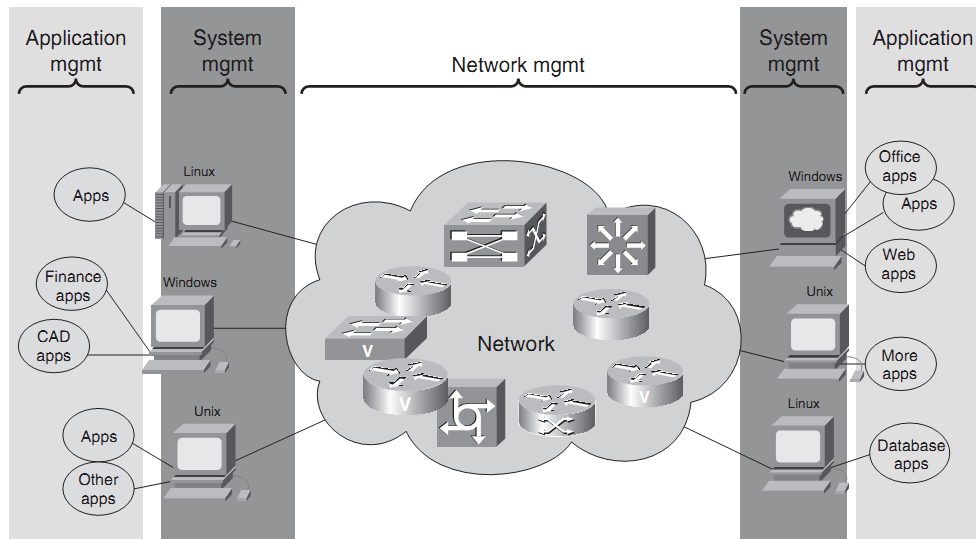 Application
mgmt
System
mgmt
Network mgmt
System
mgmt
Application
mgmt
Linux
Apps
Windows
Finance
apps
CAD
apps
Unix
Apps
Other
apps
Network
V
V
V
Windows
Office
apps
Apps
Web
apps
Unix
More
apps
Linux
Database
apps